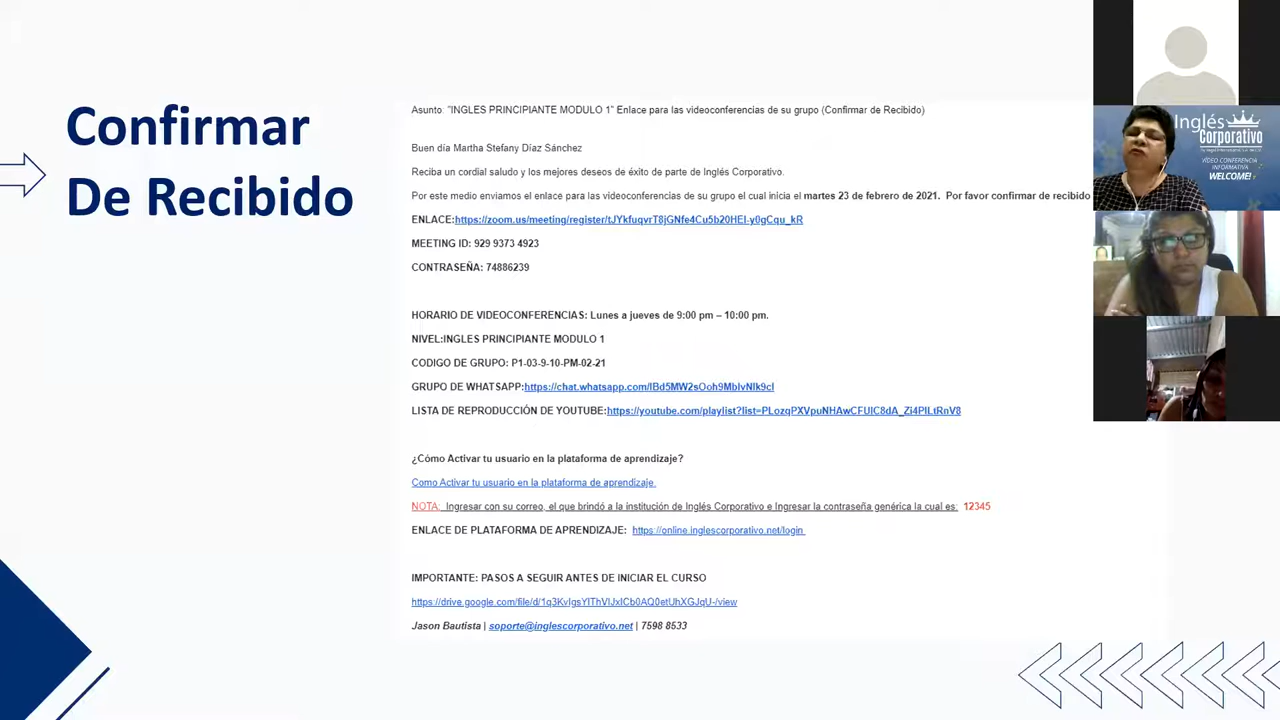 Confirmar
De Recibido
Asunto: "INGLES PRINCIPIANTE MODULO 1" Enlace para las videoconferencias de su grupo (Confirmar de Recibido)
Buen día Martha Stefany Díaz Sánchez
Reciba un cordial saludo y los mejores deseos de éxito de parte de Inglés Corporativo.
Por este medio enviamos el enlace para las videoconferencias de su grupo el cual inicia el martes 23 de febrero de 2021. Por favor confirmar de recibido
ENLACE:https://zoom.us/meeting/register/tJYkfuqvrT8jGNfe4Cu5b20HEI-y0gCqu_kR
MEETING ID: 929 9373 4923
CONTRASEÑA: 74886239
HORARIO DE VIDEOCONFERENCIAS: Lunes a jueves de 9:00 pm – 10:00 pm.
NIVEL:INGLES PRINCIPIANTE MODULO 1
CODIGO DE GRUPO: P1-03-9-10-PM-02-21
GRUPO DE WHATSAPP:https://chat.whatsapp.com/IBd5MW2sOoh9MbIvNIk9cI
LISTA DE REPRODUCCIÓN DE YOUTUBE:https://youtube.com/playlist?list=PLozqPXVpuNHAwCFUIC8dA_Zi4PILtRnV8
¿Cómo Activar tu usuario en la plataforma de aprendizaje?
Como Activar tu usuario en la plataforma de aprendizaje.
NOTA: Ingresar con su correo, el que brindó a la institución de Inglés Corporativo e Ingresar la contraseña genérica la cual es: 12345
ENLACE DE PLATAFORMA DE APRENDIZAJE: https://online.inglescorporativo.net/login
IMPORTANTE: PASOS A SEGUIR ANTES DE INICIAR EL CURSO
https://drive.google.com/file/d/1q3KvIgsYIThVIJxICb0AQ0etUhXGJqU-/view
Jason Bautista | soporte@inglescorporativo.net | 7598 8533
Inglés
Corporativo
VÍDEO CONFERENCIA
INFORMATIVA
WELCOME!